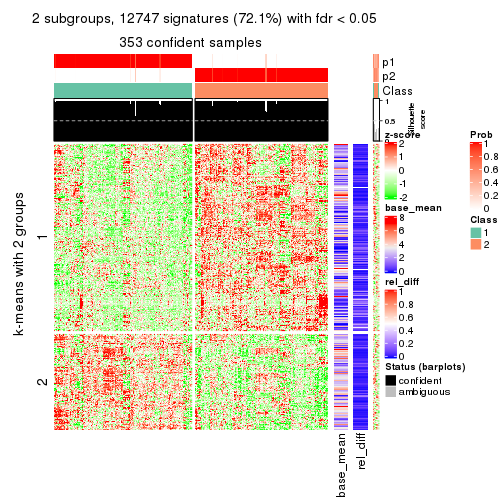 2 subgroups, 12747 signatures (72.1%) with fdr < 0.05
353 confident samples
p1
p2
Class
1
0.5
0
Silhouette
score
k-means with 2 groups
1
2
base_mean
rel_diff
z-score
2
1
0
-1
-2
base_mean
8
6
4
2
0
rel_diff
1
0.8
0.6
0.4
0.2
0
Status (barplots)
confident
ambiguous
Prob
1
0.8
0.6
0.4
0.2
0
Class
1
2